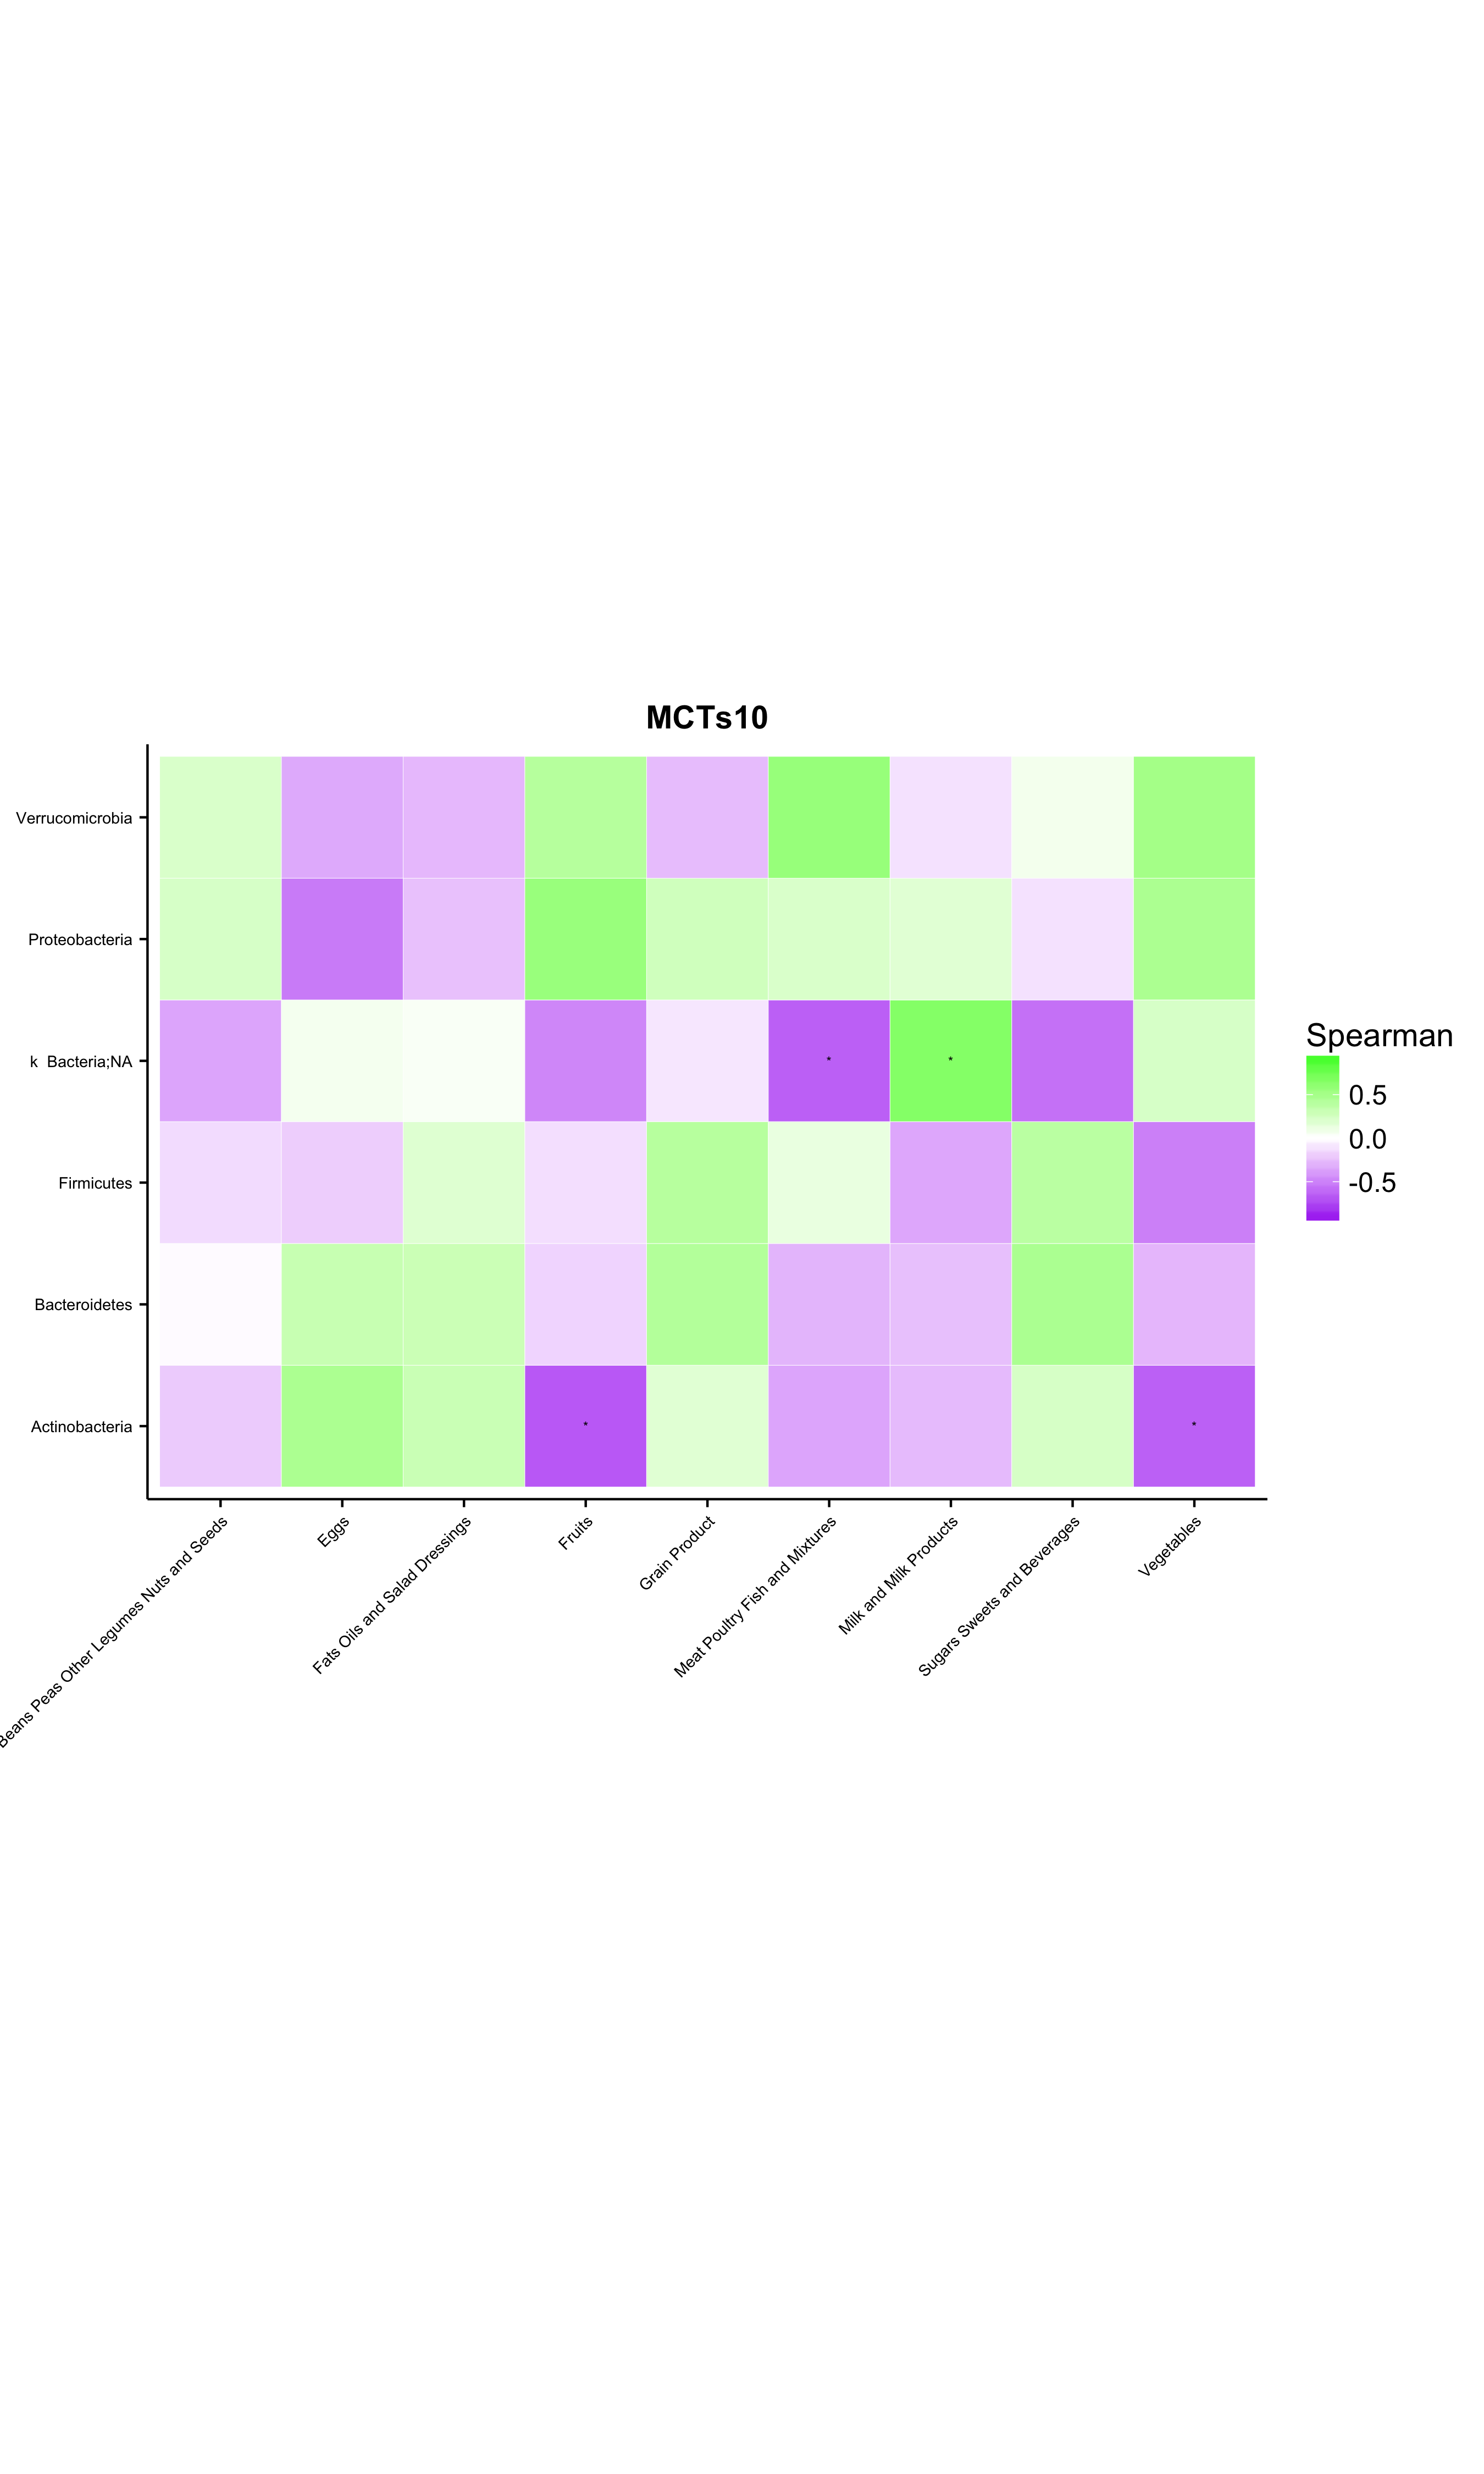 MCTs10
Verrucomicrobia
Proteobacteria
k Bacteria;NA
Firmicutes
Bacteroidetes
Actinobacteria
* *
* *
Beans Peas Other Legumes Nuts and Seeds
Eggs
Fats Oils and Salad Dressings
Fruits
Grain Product
Meat Poultry Fish and Mixtures
Milk and Milk Products
Sugars Sweets and Beverages
Vegetables
Spearman
0.5
0.0
-0.5